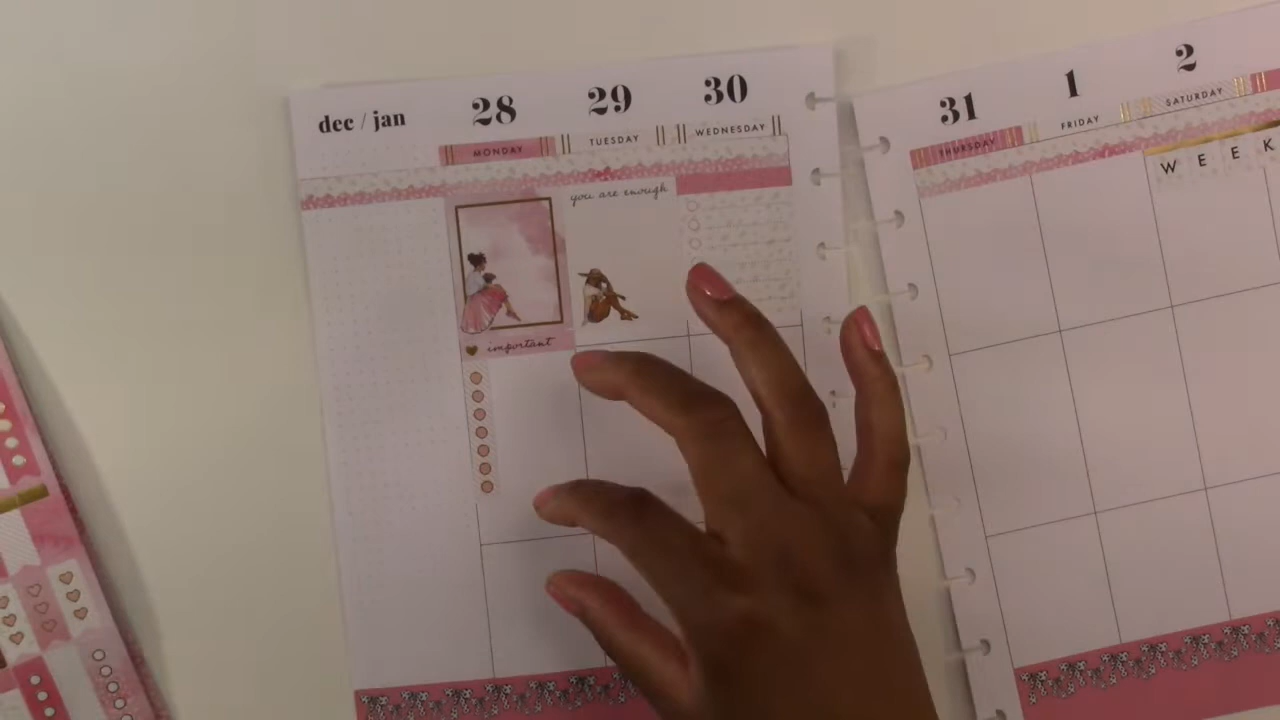 dec / jan
28 29 30
MONDAY TUESDAY WEDNESDAY
you are enough
important
31 1 2
THURSDAY FRIDAY SATURDAY
W E E K